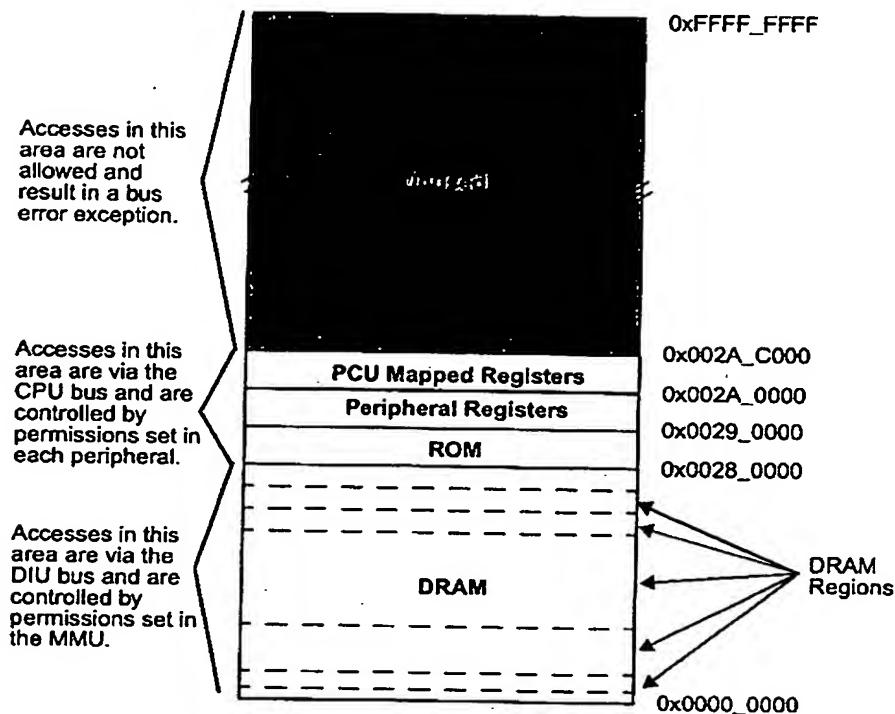 0xFFFF_FFFF
Accesses in this
area are not
allowed and
result in a bus
error exception.
0x002A_C000
Accesses in this
area are via the
CPU bus and are
controlled by
permissions set in
each peripheral.
PCU Mapped Registers
0x002A_0000
Peripheral Registers
0x0029_0000
ROM
0x0028_0000
Accesses in this
area are via the
DIU bus and are
controlled by
permissions set in
the MMU.
DRAM
DRAM
Regions
0x0000_0000